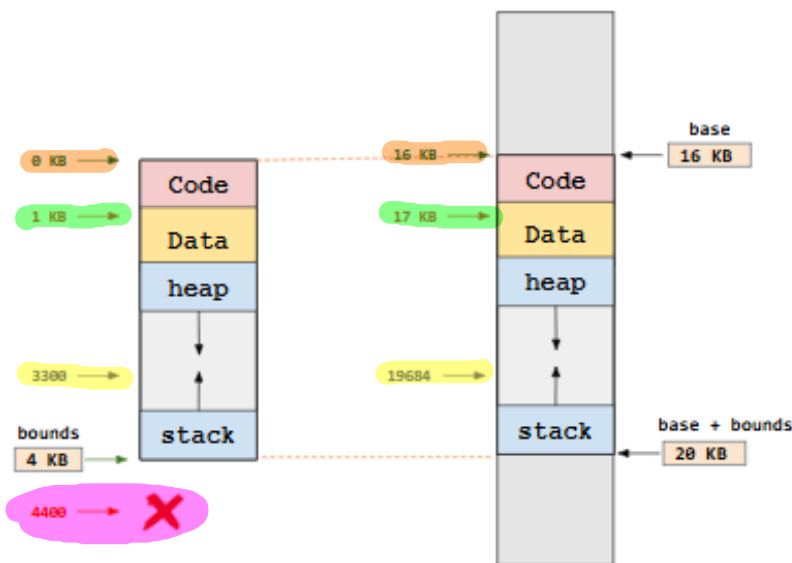 base
0 KB
16 KB
16 KB
Code
Code
1 KB
17 KB
Data
Data
heap
heap
3300
19684
bounds
base + bounds
stack
stack
4 KB
20 KB
4400